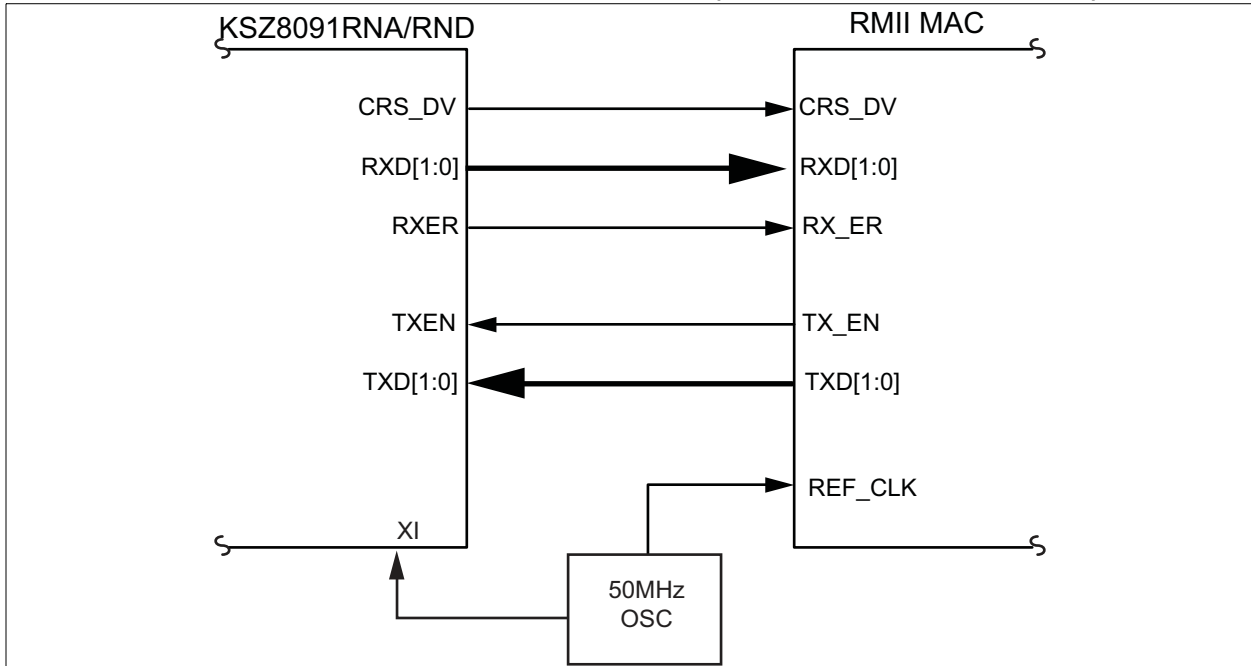 KSZ8091RNA/RND
RMII MAC
CRS_DV
CRS_DV
RXD[1:0]
RXD[1:0]
RXER
RX_ER
TXEN
TX_EN
TXD[1:0]
TXD[1:0]
REF_CLK
XI
50MHz
OSC